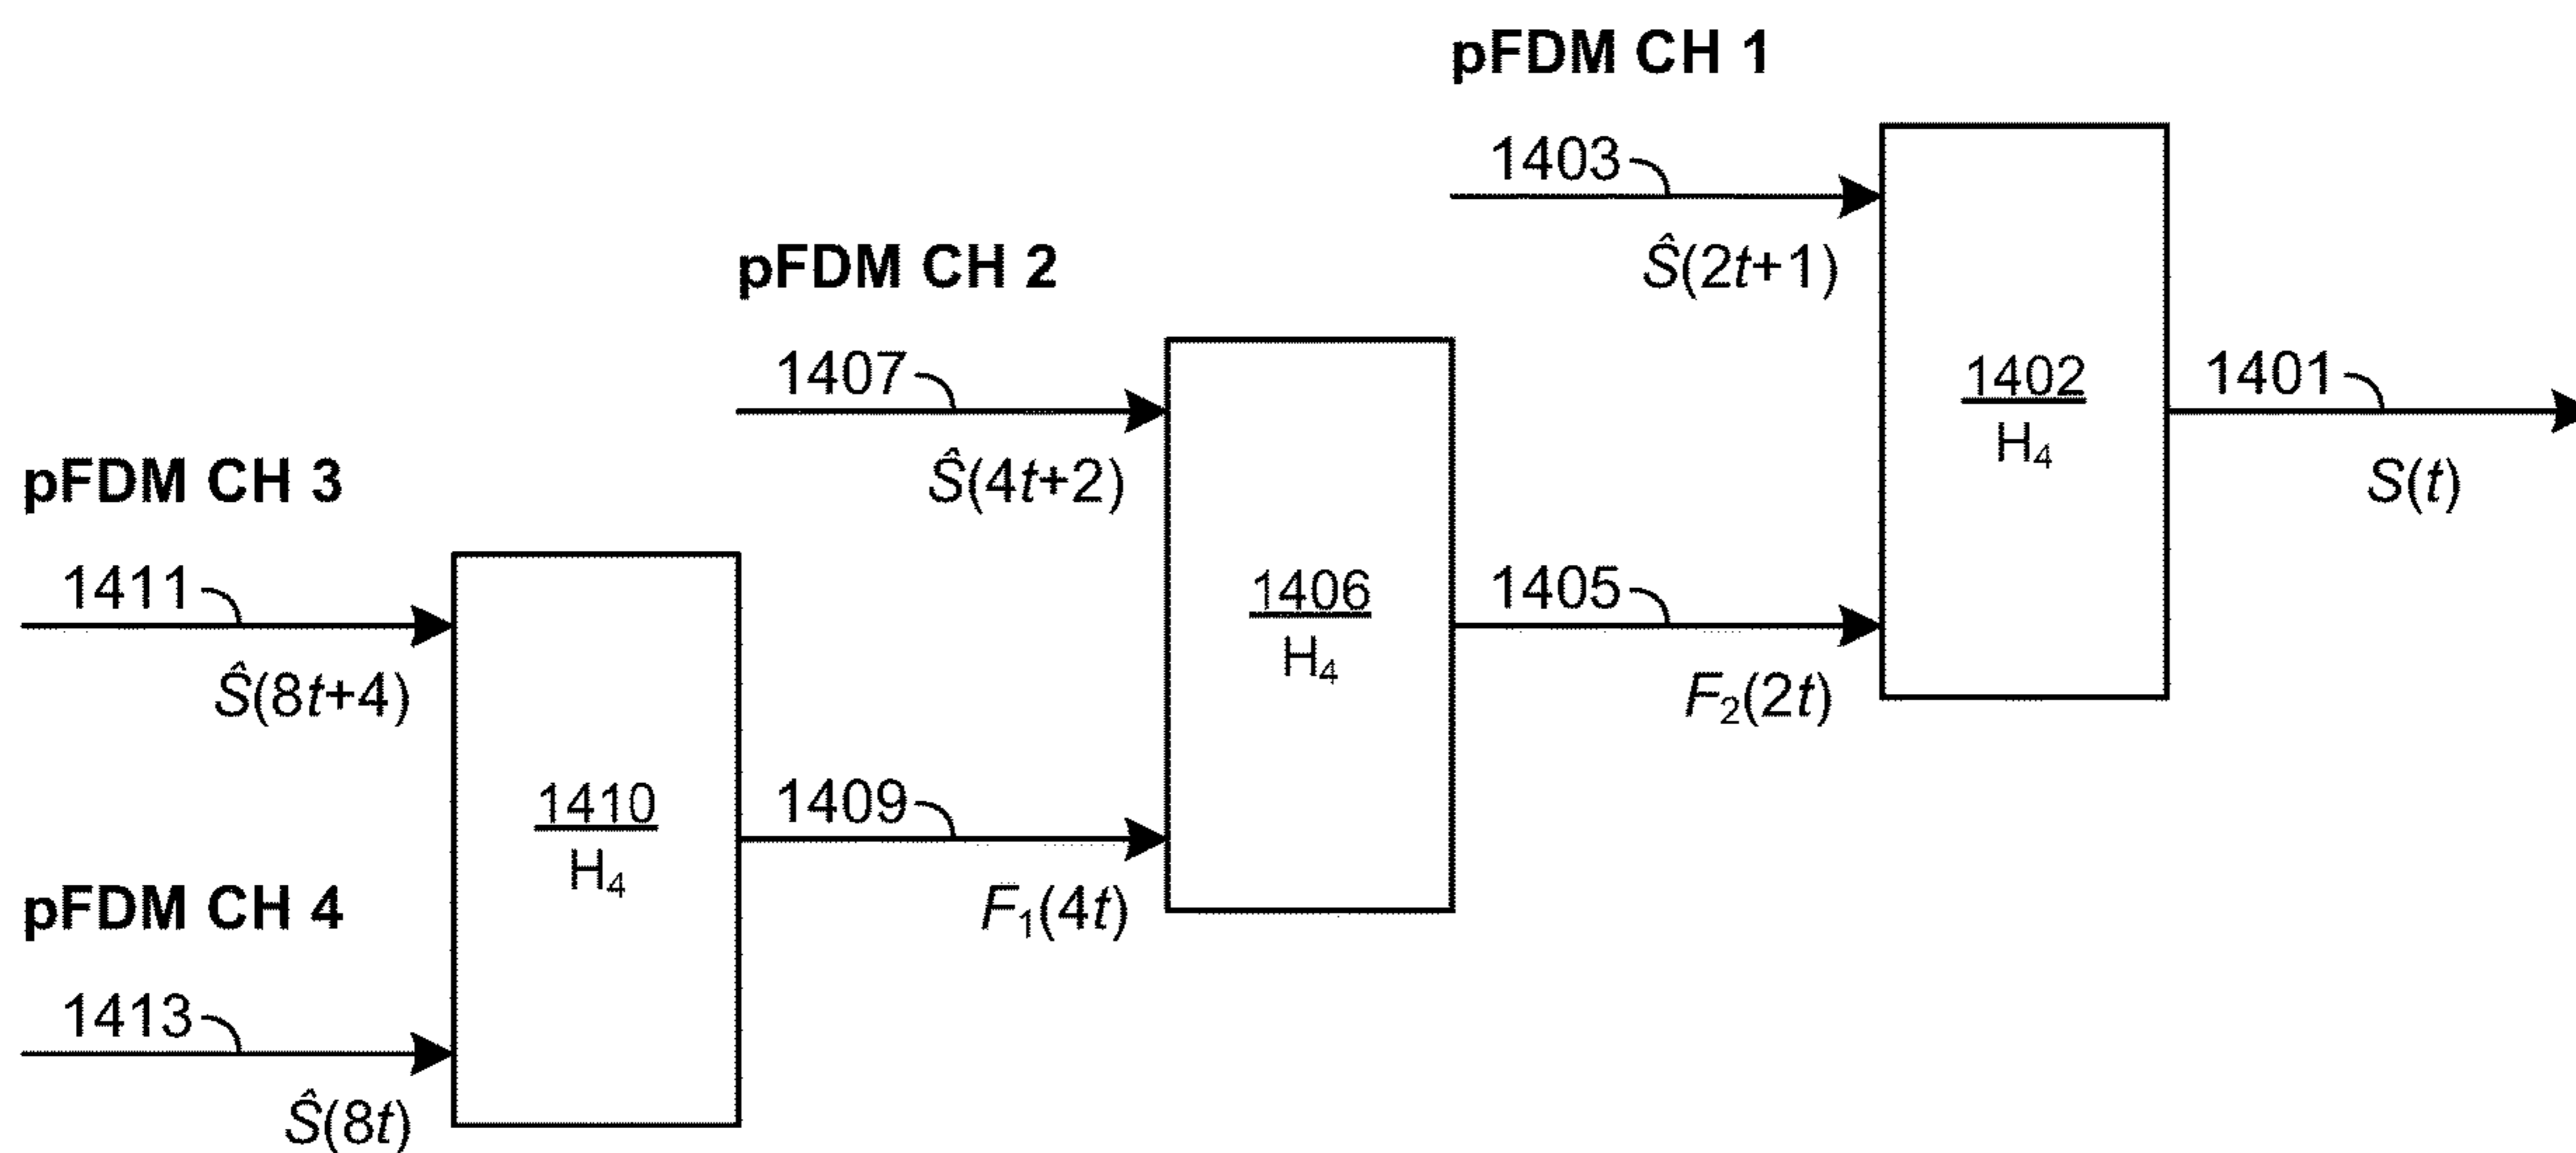 pFDM CH 1
1403
Ŝ(2t+1)
pFDM CH 2
1407
Ŝ(4t+2)
1402
H₄
1401
S(t)
pFDM CH 3
1411
Ŝ(8t+4)
1406
H₄
1405
F₂(2t)
1410
H₄
1409
F₁(4t)
pFDM CH 4
1413
Ŝ(8t)